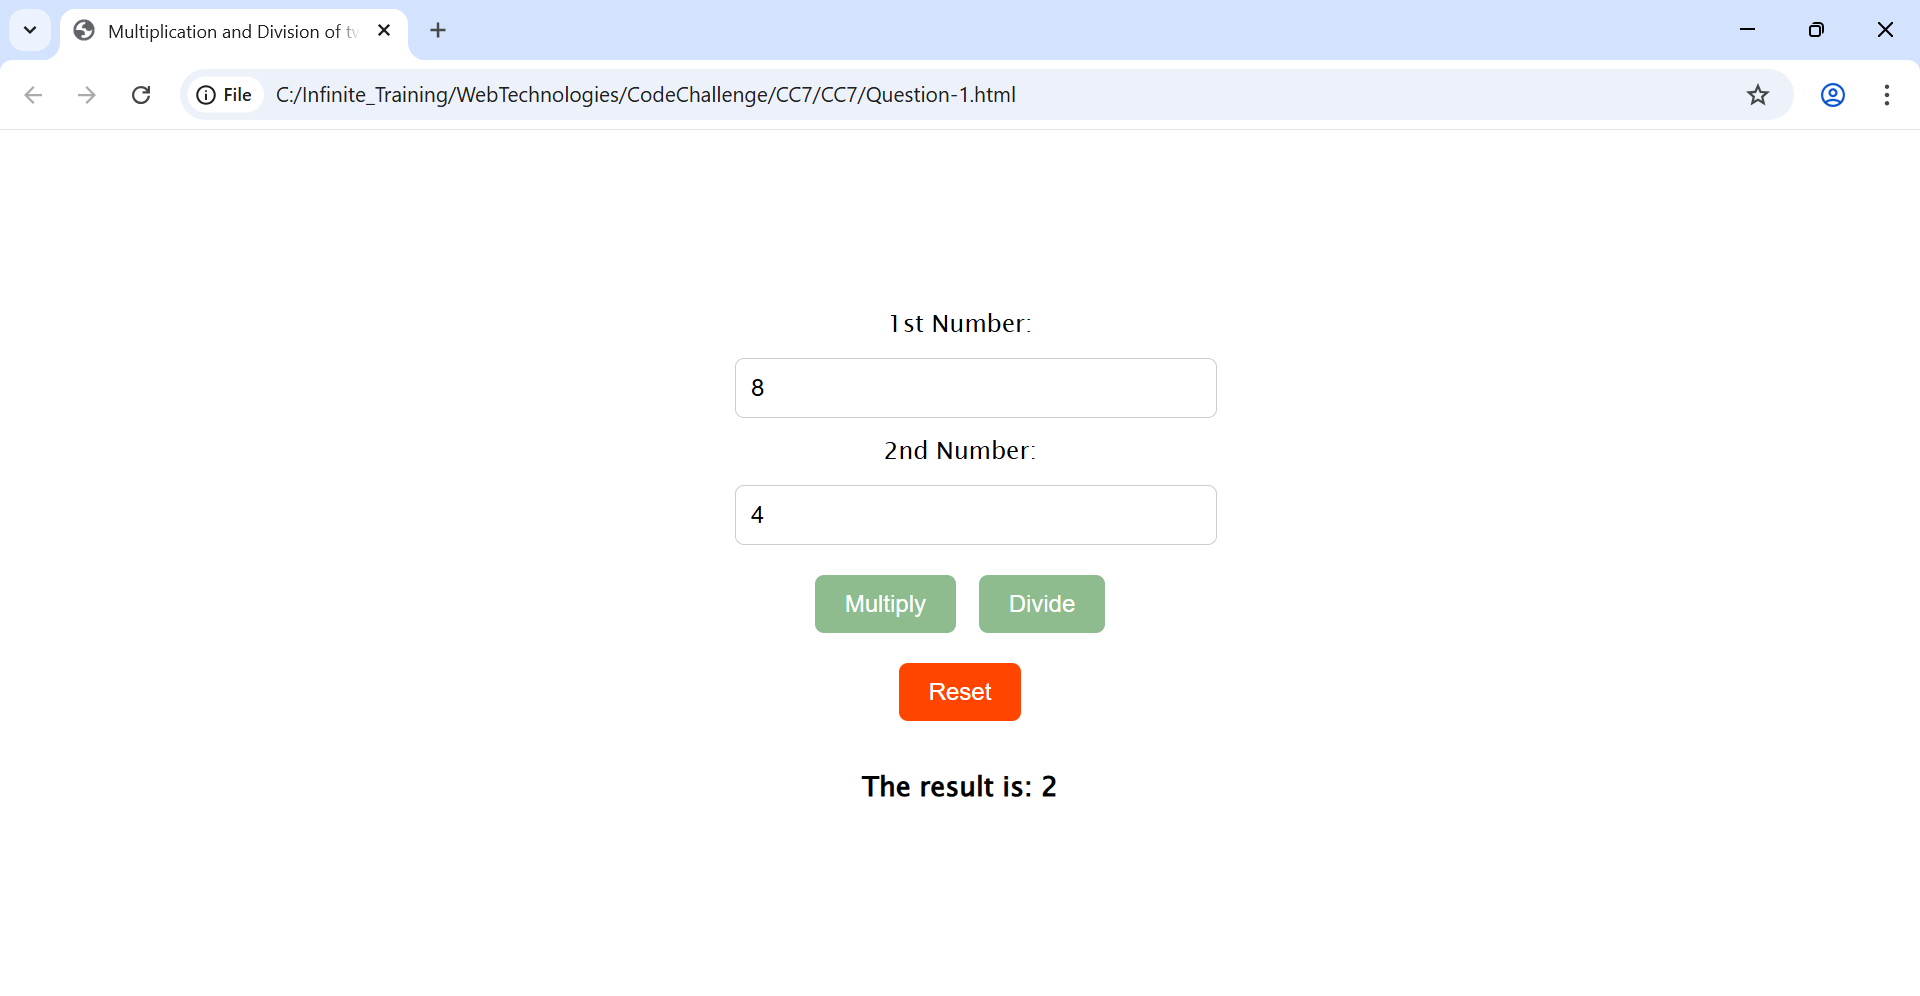 Multiplication and Division of tw
File C:/Infinite_Training/WebTechnologies/CodeChallenge/CC7/CC7/Question-1.html
1st Number:
8
2nd Number:
4
Multiply Divide
Reset
The result is: 2